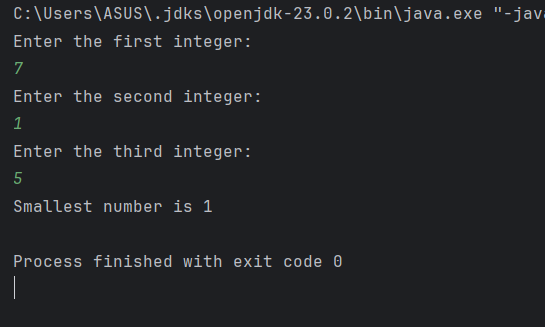 C:\Users\ASUS\.jdks\openjdk-23.0.2\bin\java.exe "-jav
Enter the first integer:
7
Enter the second integer:
1
Enter the third integer:
5
Smallest number is 1
Process finished with exit code 0